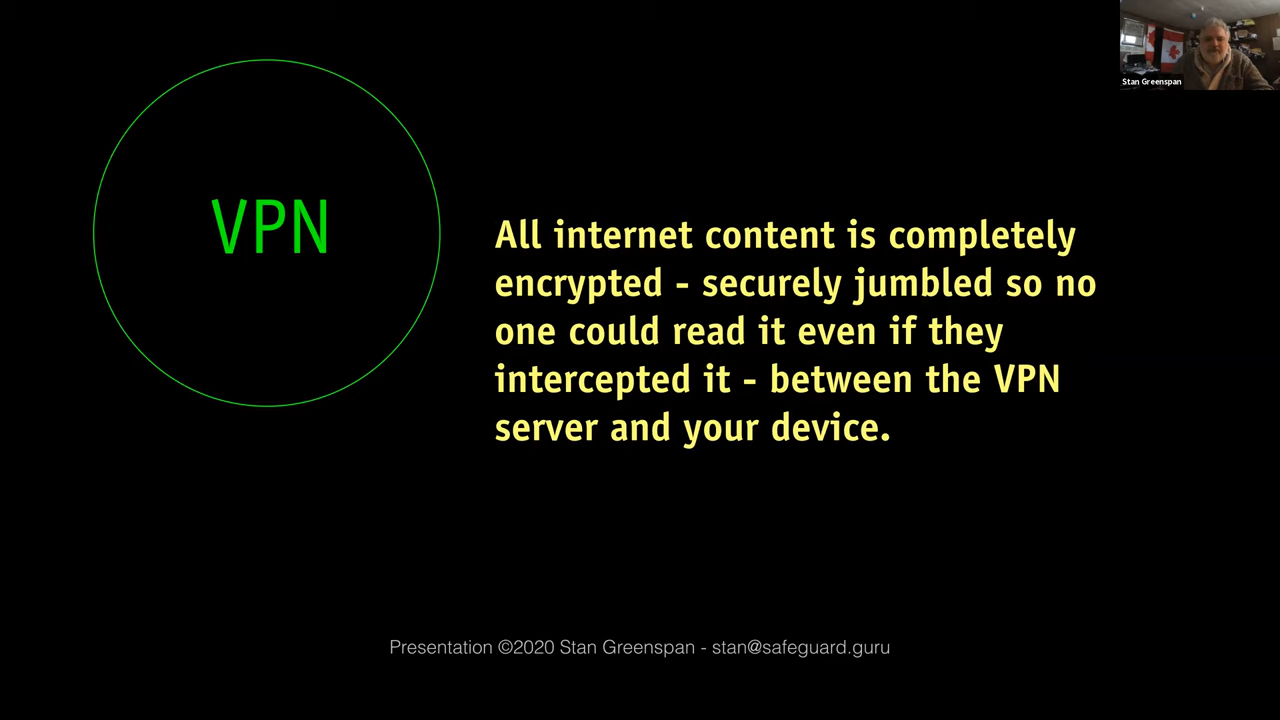 Stan Greenspan
VPN
All internet content is completely
encrypted - securely jumbled so no
one could read it even if they
intercepted it - between the VPN
server and your device.
Presentation ©2020 Stan Greenspan - stan@safeguard.guru